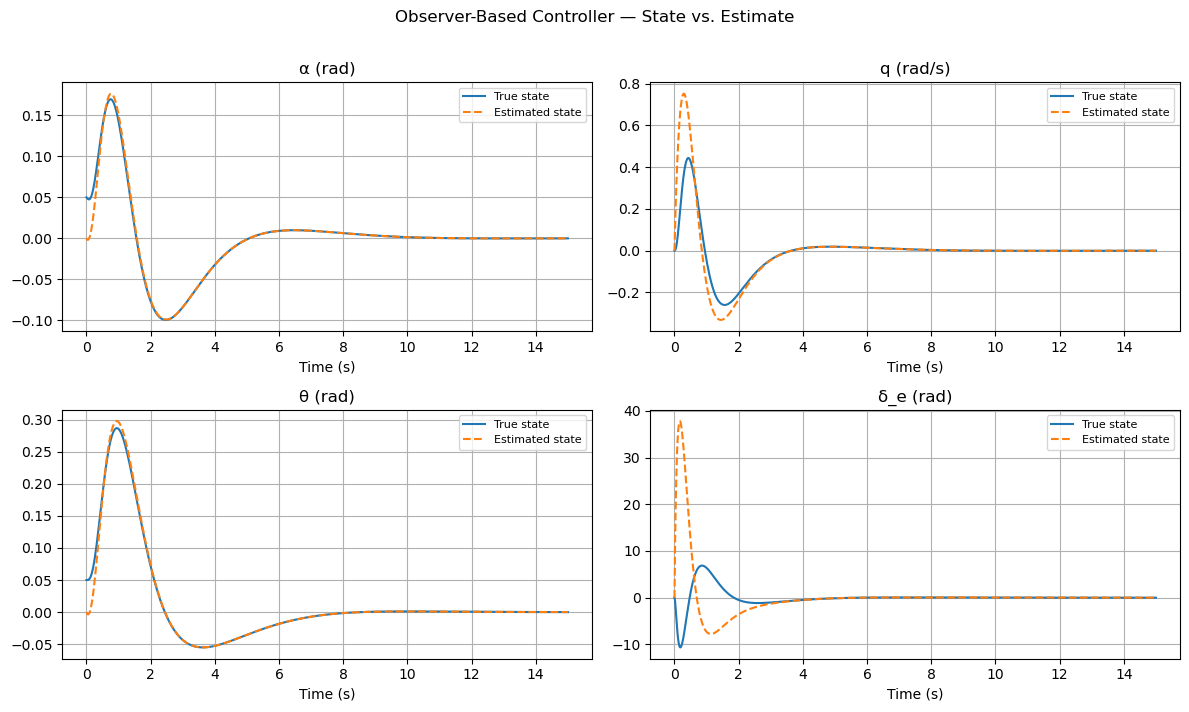 Observer-Based Controller — State vs. Estimate
α (rad)
True state
Estimated state
0.15
0.10
0.05
0.00
−0.05
−0.10
0 2 4 6 8 10 12 14
Time (s)
q (rad/s)
True state
Estimated state
0.8
0.6
0.4
0.2
0.0
−0.2
0 2 4 6 8 10 12 14
Time (s)
θ (rad)
True state
Estimated state
0.30
0.25
0.20
0.15
0.10
0.05
0.00
−0.05
0 2 4 6 8 10 12 14
Time (s)
δ_e (rad)
True state
Estimated state
40
30
20
10
0
−10
0 2 4 6 8 10 12 14
Time (s)